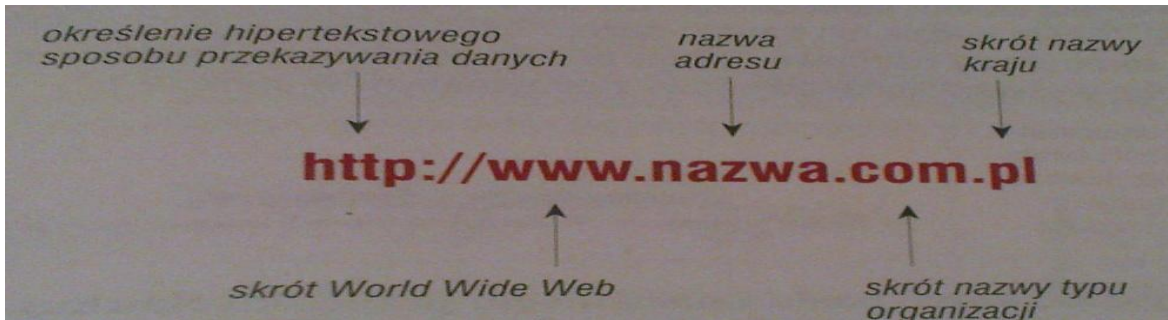 określenie hipertekstowego
sposobu przekazywania danych
nazwa
adresu
skrót nazwy
kraju
http://www.nazwa.com.pl
skrót World Wide Web
skrót nazwy typu
organizacji